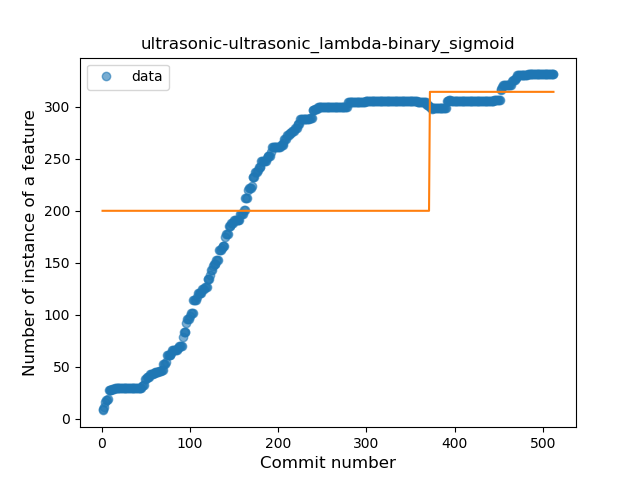 ultrasonic-ultrasonic_lambda-binary_sigmoid
data
Number of instance of a feature
300
250
200
150
100
50
0
0 100 200 300 400 500
Commit number